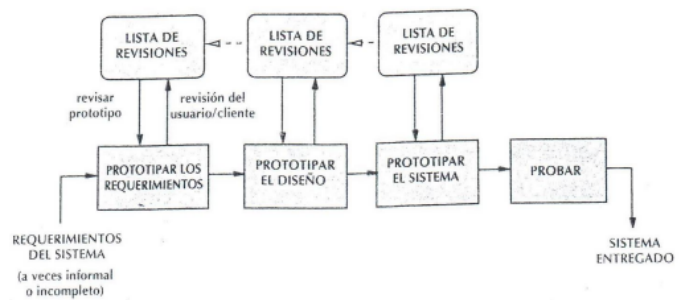 LISTA DE
REVISIONES
LISTA DE
REVISIONES
LISTA DE
REVISIONES
revisar
prototipo
revisión del
usuario/cliente
PROTOTIPAR LOS
REQUERIMIENTOS
PROTOTIPAR
EL DISEÑO
PROTOTIPAR
EL SISTEMA
PROBAR
REQUERIMIENTOS
DEL SISTEMA
(a veces informal
o incompleto)
SISTEMA
ENTREGADO